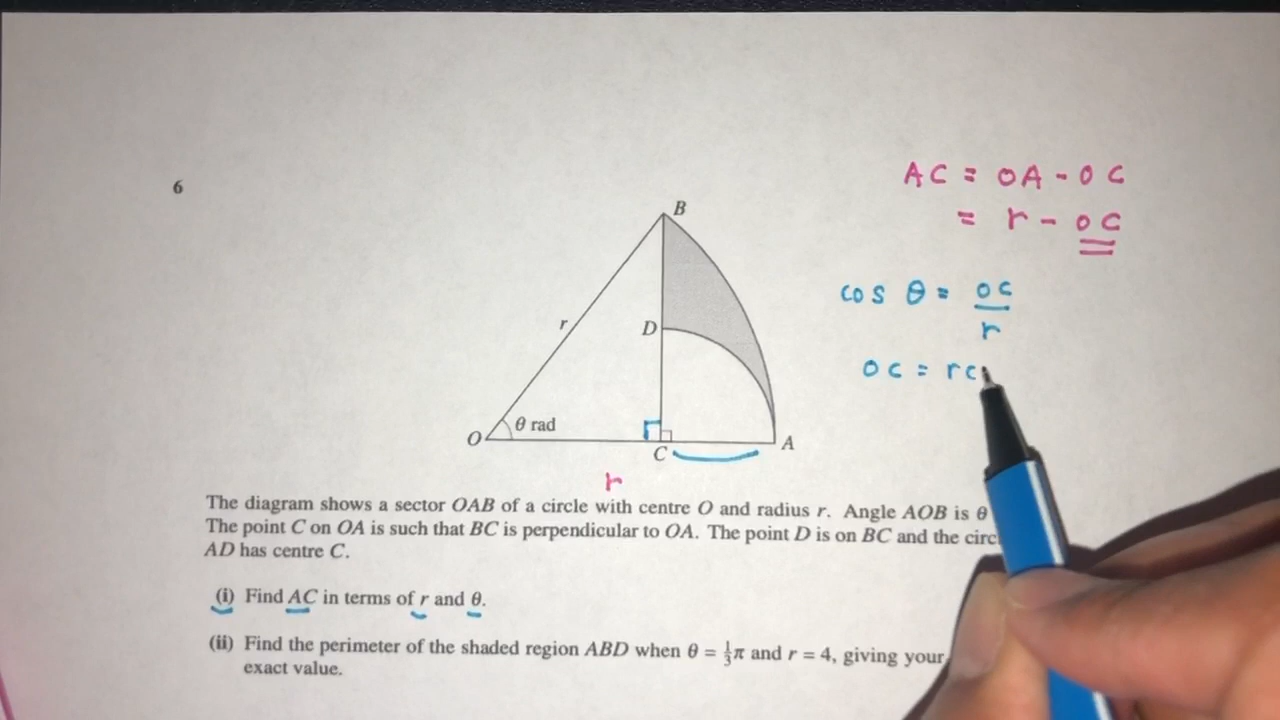 6
AC = OA - OC
= r - OC
cos θ = OC
r
OC = rc
B
r
D
O
θ rad
C
A
r
The diagram shows a sector OAB of a circle with centre O and radius r. Angle AOB is θ
The point C on OA is such that BC is perpendicular to OA. The point D is on BC and the
AD has centre C.
(i) Find AC in terms of r and θ.
(ii) Find the perimeter of the shaded region ABD when θ = ⅓π and r = 4, giving your
exact value.